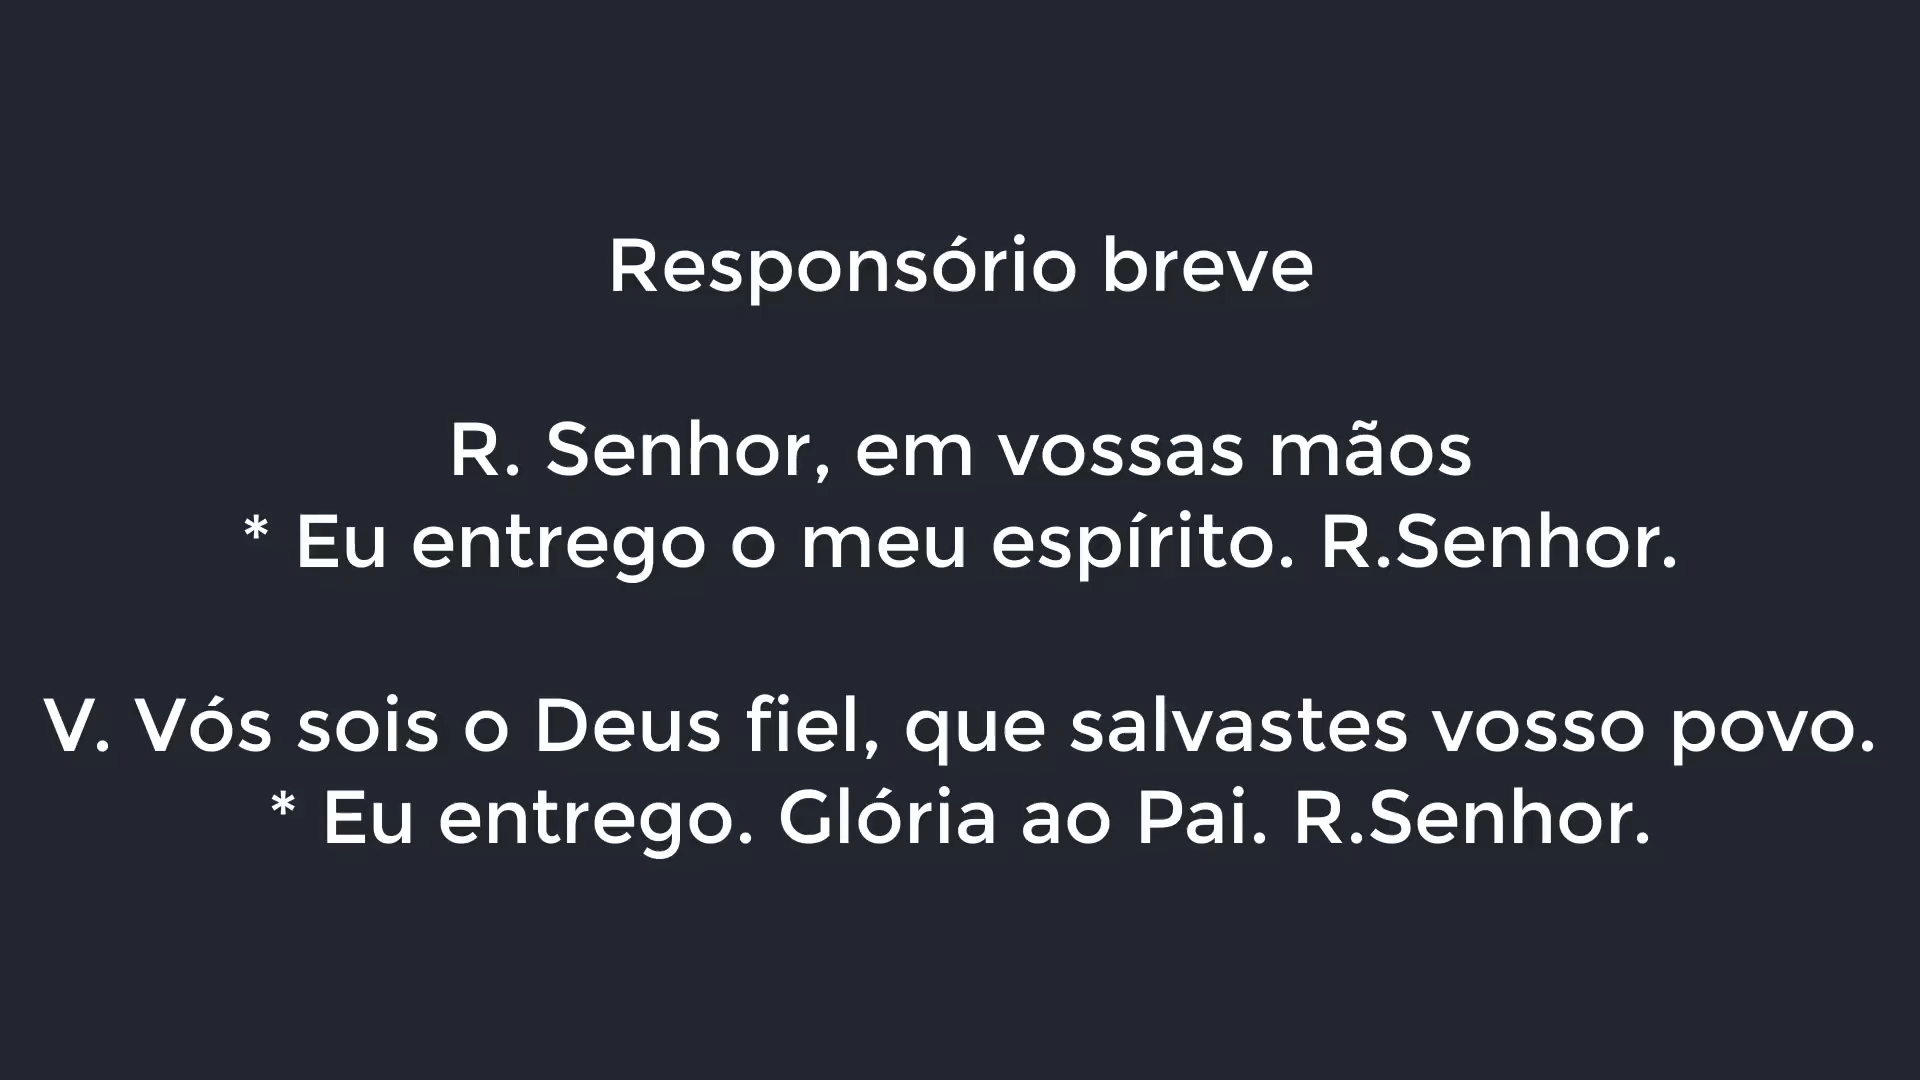 Responsório breve
R. Senhor, em vossas mãos
* Eu entrego o meu espírito. R.Senhor.
V. Vós sois o Deus fiel, que salvastes vosso povo.
* Eu entrego. Glória ao Pai. R.Senhor.